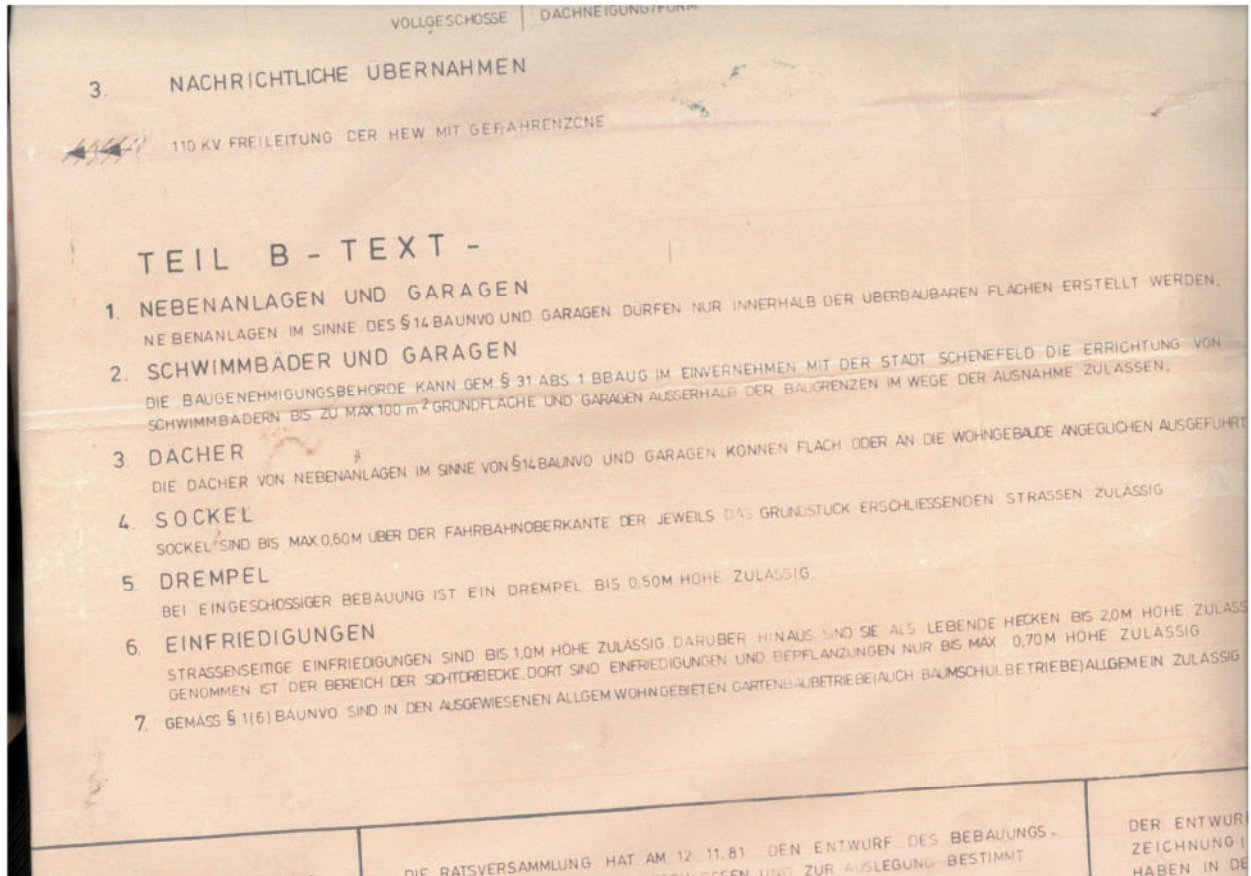 VOLLGESCHOSSE DACHNEIGUNG/FORM
3. NACHRICHTLICHE ÜBERNAHMEN
110 KV FREILEITUNG DER HEW MIT GEFAHRENZONE
TEIL B - TEXT -
1. NEBENANLAGEN UND GARAGEN
NEBENANLAGEN IM SINNE DES § 14 BAUNVO UND GARAGEN DÜRFEN NUR INNERHALB DER ÜBERBAUBAREN FLÄCHEN ERSTELLT WERDEN.
2. SCHWIMMBÄDER UND GARAGEN
DIE BAUGENEHMIGUNGSBEHÖRDE KANN GEM. § 31 ABS. 1 BBAUG IM EINVERNEHMEN MIT DER STADT SCHENEFELD DIE ERRICHTUNG VON
SCHWIMMBÄDERN BIS ZU MAX 100 m² GRUNDFLÄCHE UND GARAGEN AUSSERHALB DER BAUGRENZEN IM WEGE DER AUSNAHME ZULASSEN.
3. DÄCHER
DIE DÄCHER VON NEBENANLAGEN IM SINNE VON § 14 BAUNVO UND GARAGEN KÖNNEN FLACH ODER AN DIE WOHNGEBÄUDE ANGEGLICHEN AUSGEFÜHRT
4. SOCKEL
SOCKEL SIND BIS MAX 0,60M ÜBER DER FAHRBAHNOBERKANTE DER JEWEILS DAS GRUNDSTÜCK ERSCHLIESSENDEN STRASSEN ZULÄSSIG
5. DREMPEL
BEI EINGESCHOSSIGER BEBAUUNG IST EIN DREMPEL BIS 0,50M HÖHE ZULÄSSIG
6. EINFRIEDIGUNGEN
STRASSENSEITIGE EINFRIEDIGUNGEN SIND BIS 1,0M HÖHE ZULÄSSIG. DARÜBER HINAUS SIND SIE ALS LEBENDE HECKEN BIS 2,0M HÖHE ZULÄSS
GENOMMEN IST DER BEREICH DER SICHTDREIECKE. DORT SIND EINFRIEDIGUNGEN UND BEPFLANZUNGEN NUR BIS MAX 0,70M HÖHE ZULÄSSIG
7. GEMÄSS § 1(6) BAUNVO SIND IN DEN AUSGEWIESENEN ALLGEM WOHNGEBIETEN GARTENBAUBETRIEBE (AUCH BAUMSCHULBETRIEBE) ALLGEMEIN ZULÄSSIG
DIE RATSVERSAMMLUNG HAT AM 12.11.81 DEN ENTWURF DES BEBAUUNGS-
UND ZUR AUSLEGUNG BESTIMMT
DER ENTWUR
ZEICHNUNG (
HABEN IN DE